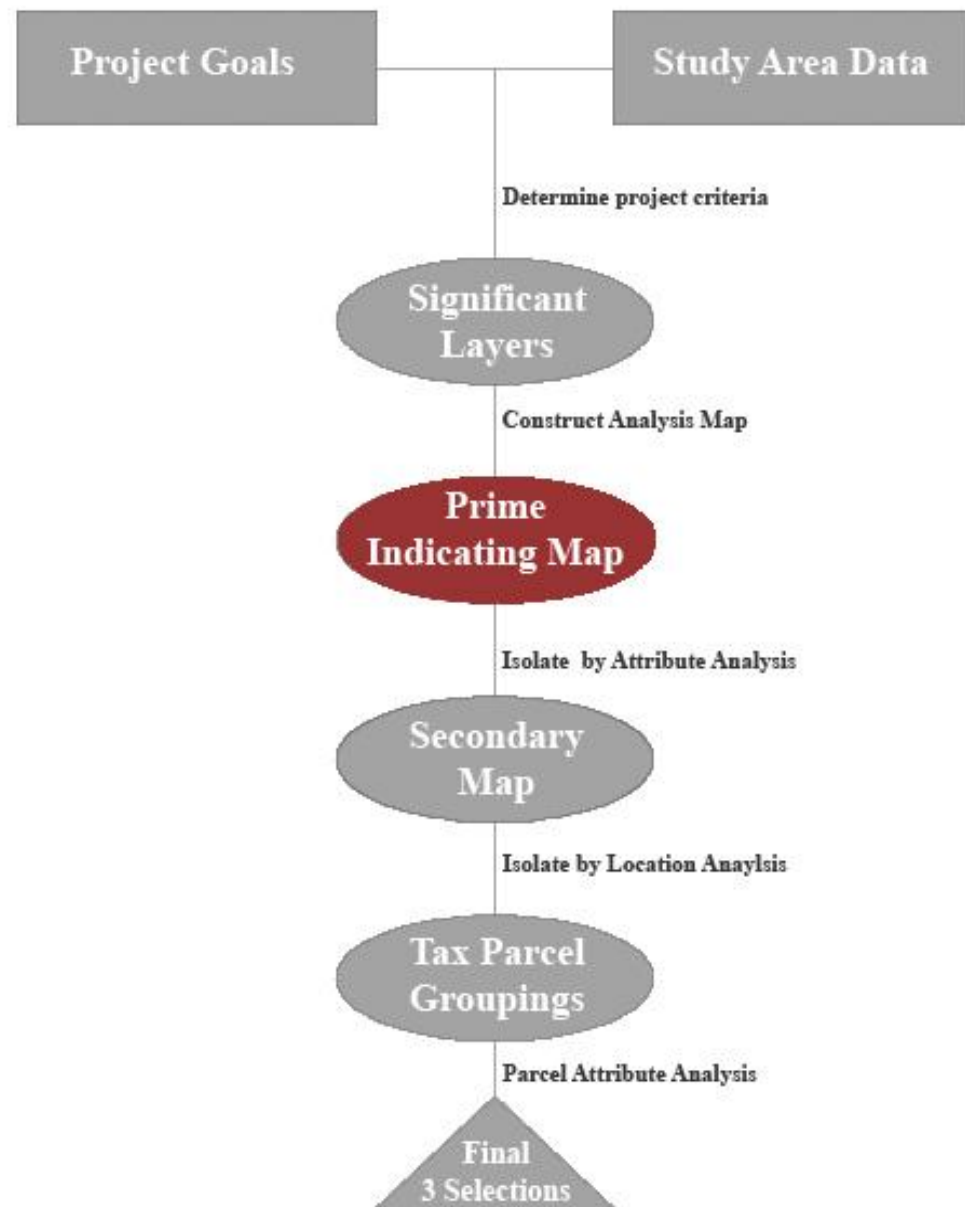 Project Goals
Study Area Data
Determine project criteria
Significant
Layers
Construct Analysis Map
Prime
Indicating Map
Isolate by Attribute Analysis
Secondary
Map
Isolate by Location Anaylsis
Tax Parcel
Groupings
Parcel Attribute Analysis
Final
3 Selections